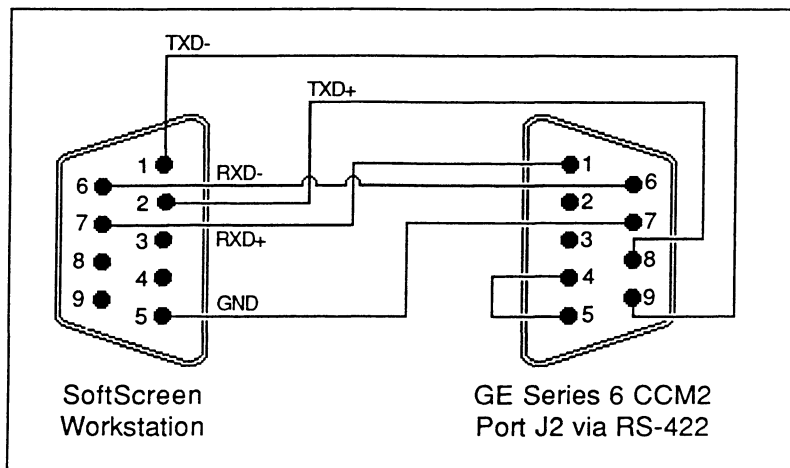 TXD-
TXD+
1
RXD-
1
6
6
2
2
7
7
3
RXD+
3
8
8
4
4
9
9
5
GND
5
SoftScreen
Workstation
GE Series 6 CCM2
Port J2 via RS-422